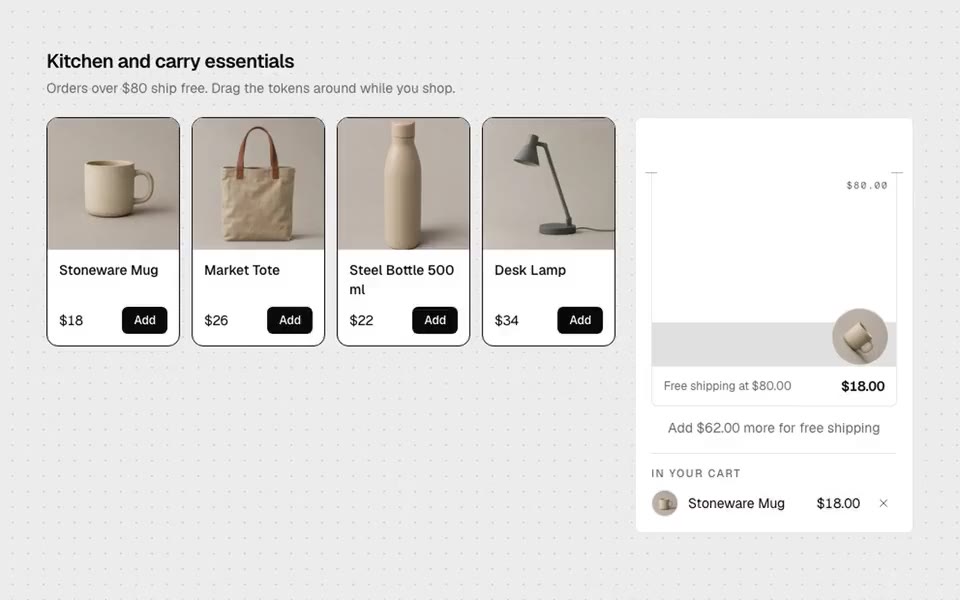 Kitchen and carry essentials
Orders over $80 ship free. Drag the tokens around while you shop.
Stoneware Mug
$18
Add
Market Tote
$26
Add
Steel Bottle 500
ml
$22
Add
Desk Lamp
$34
Add
$80.00
Free shipping at $80.00
$18.00
Add $62.00 more for free shipping
IN YOUR CART
Stoneware Mug
$18.00
×